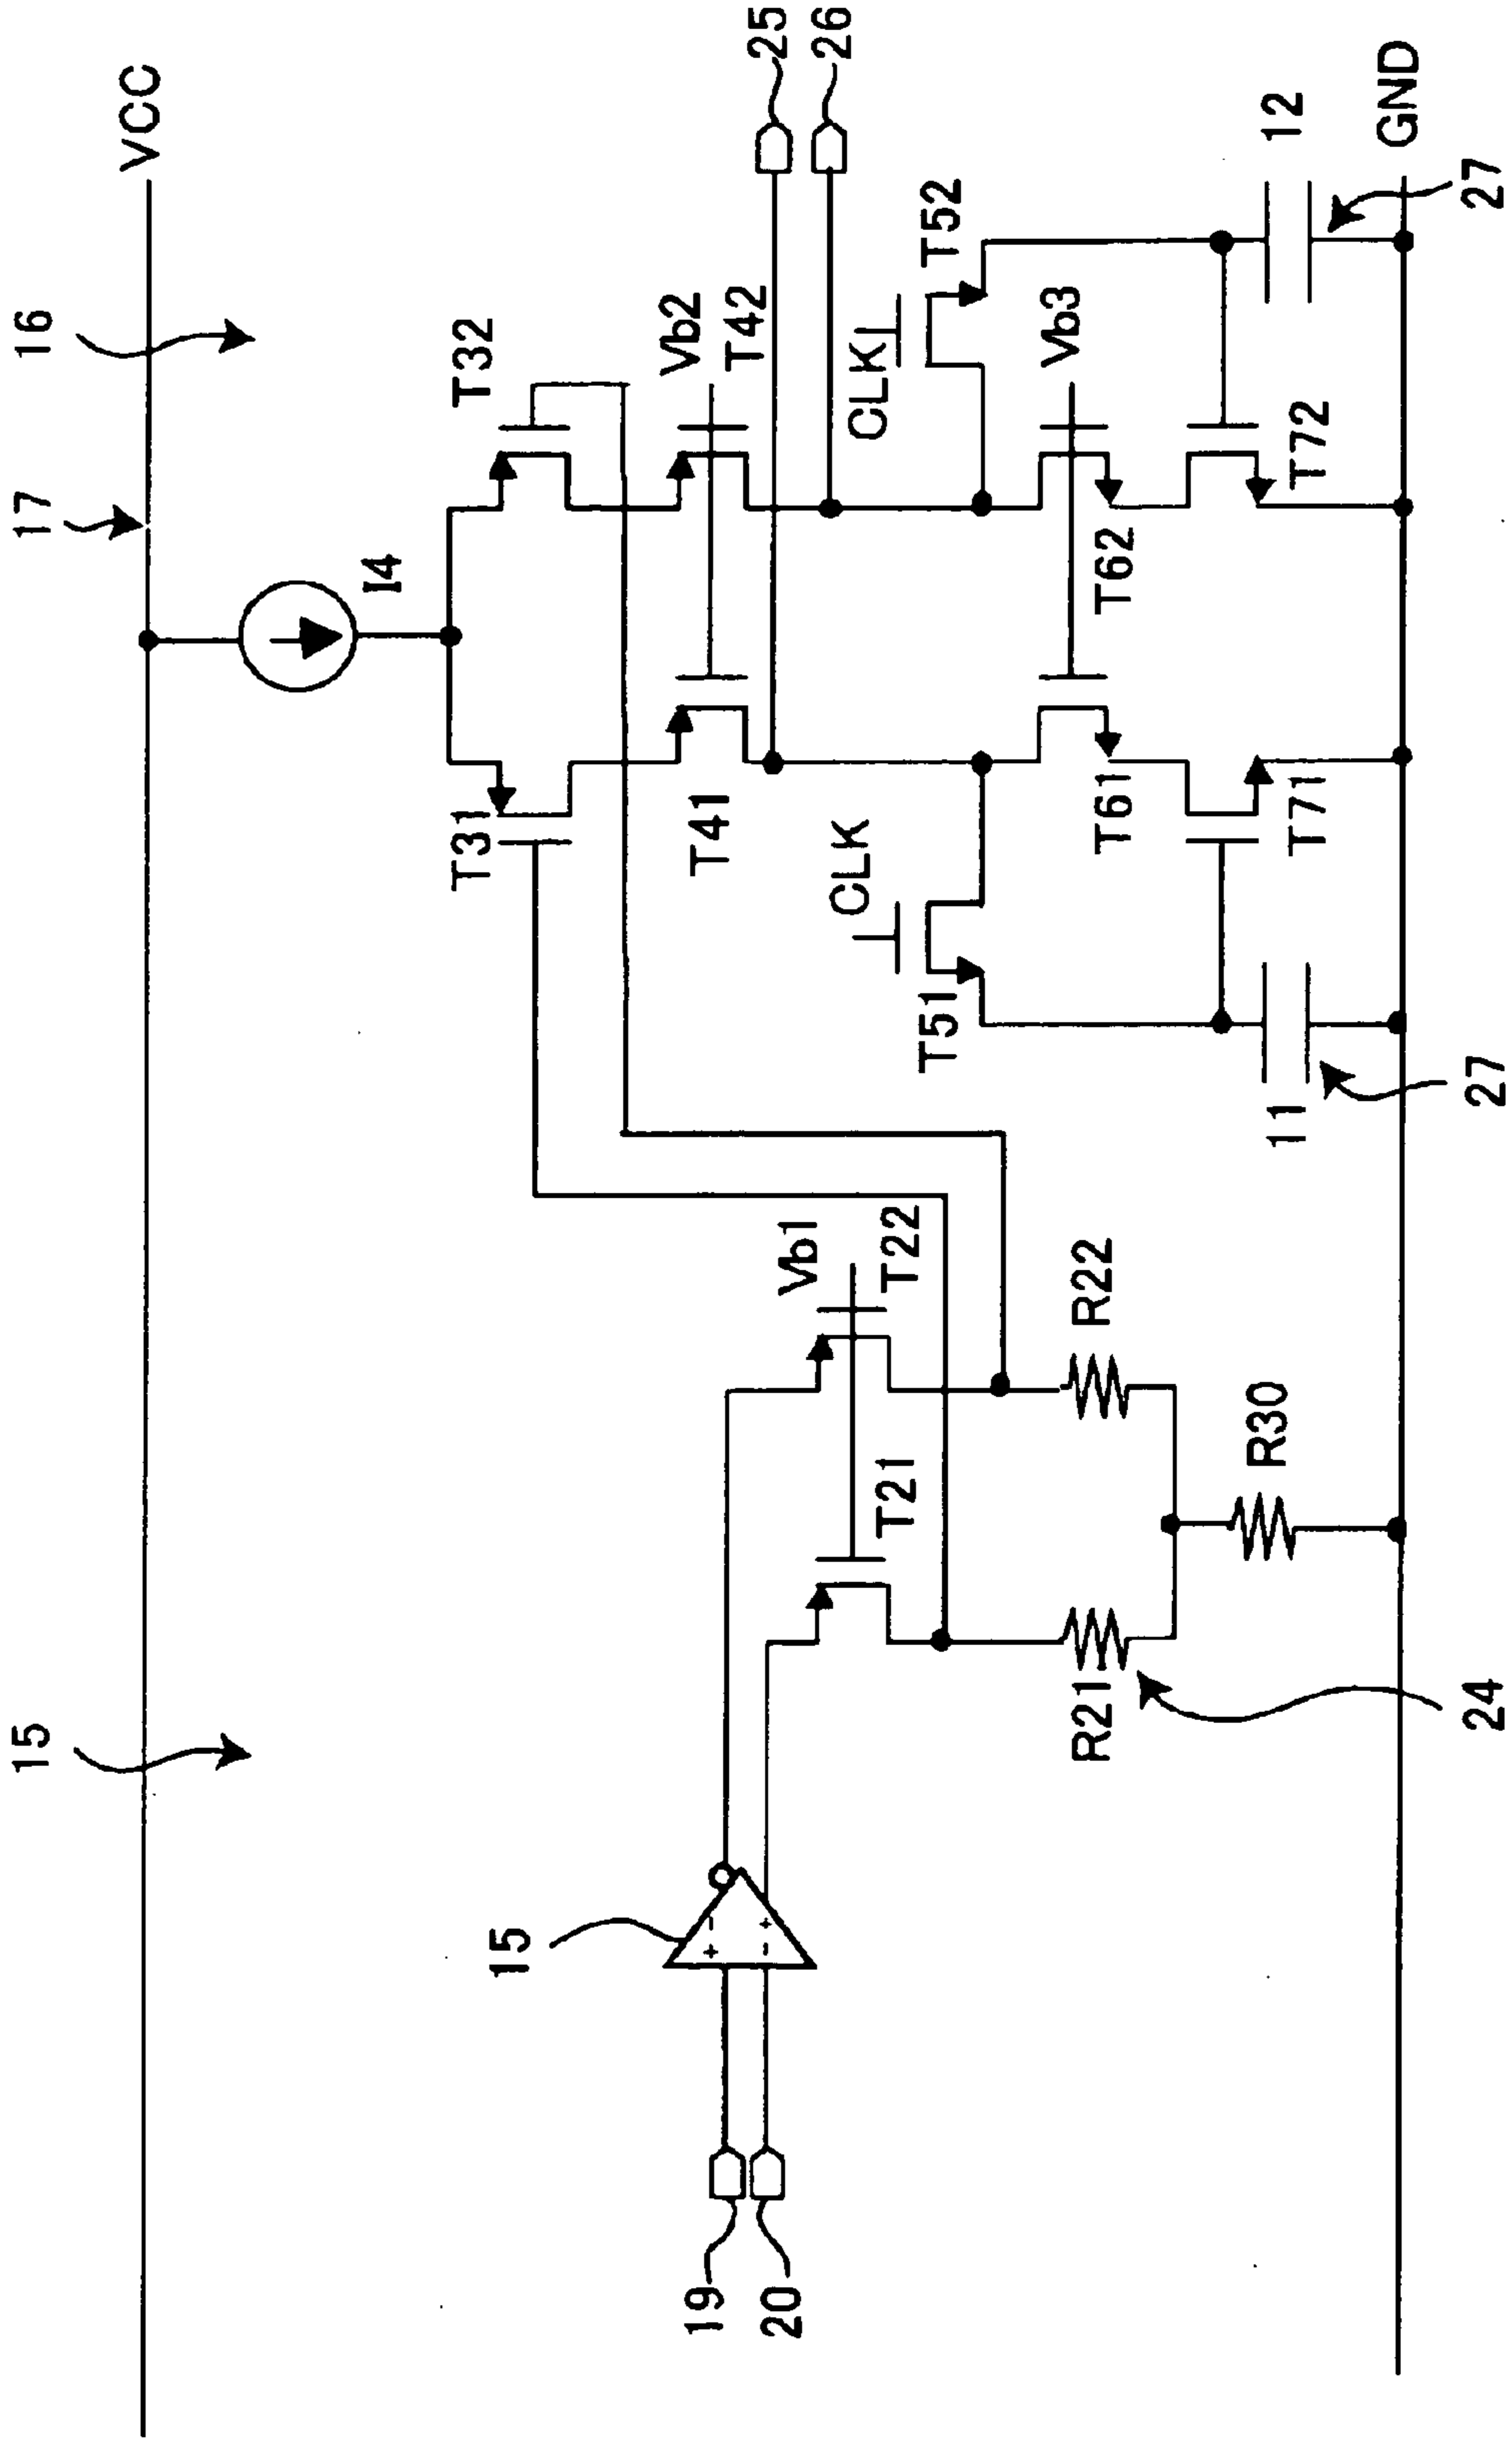 15
17
16
VCC
I4
T31
T32
Vb2
T41
T42
25
26
15
19
20
Vb1
T21
T22
CLK
CLK
T51
T52
Vb3
T61
T62
R21
R22
T71
T72
R30
11
12
GND
24
27
27